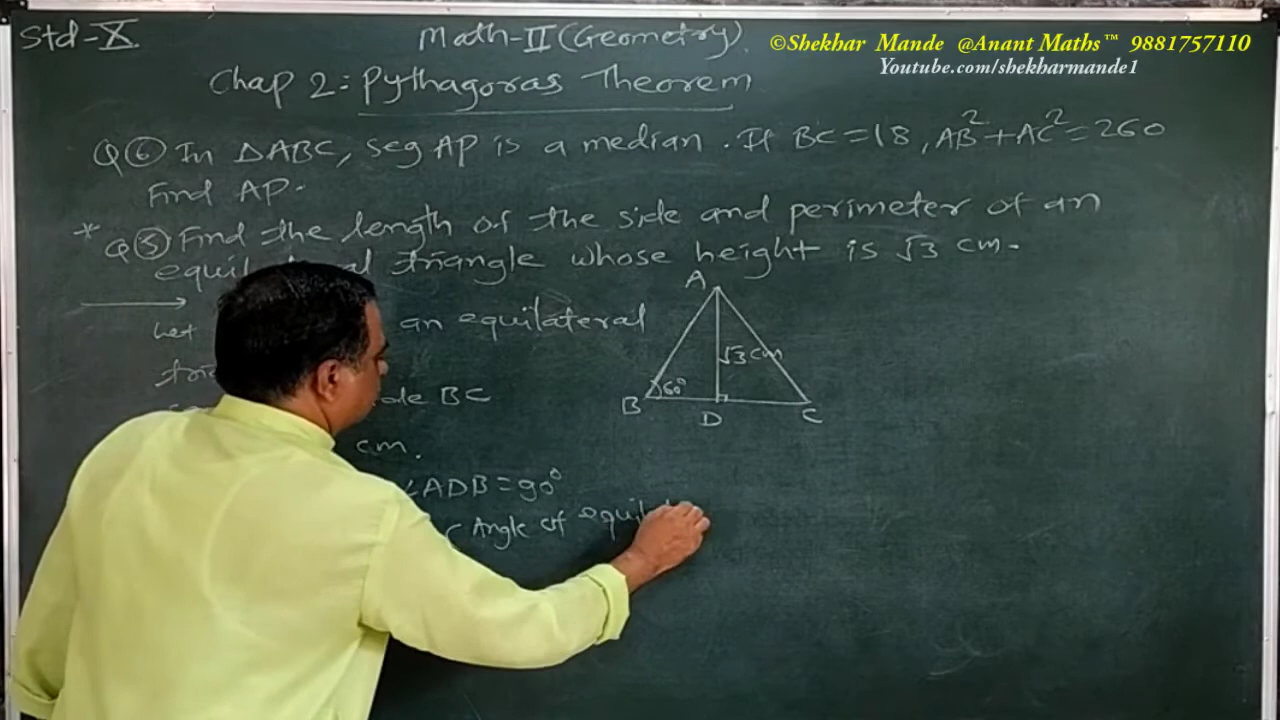 Std-X
Math-II (Geometry)
©Shekhar Mande @Anant Maths™ 9881757110
Youtube.com/shekharmande1
Chap 2: Pythagoras Theorem
Q⑥ In △ABC, seg AP is a median. If BC=18, AB²+AC²=260
Find AP.
* Q⑤ Find the length of the side and perimeter of an
equilateral triangle whose height is √3 cm.
Let an equilateral
BC
cm.
∠ADB=90°
Angle of
A
√3 cm
60°
B
D
C